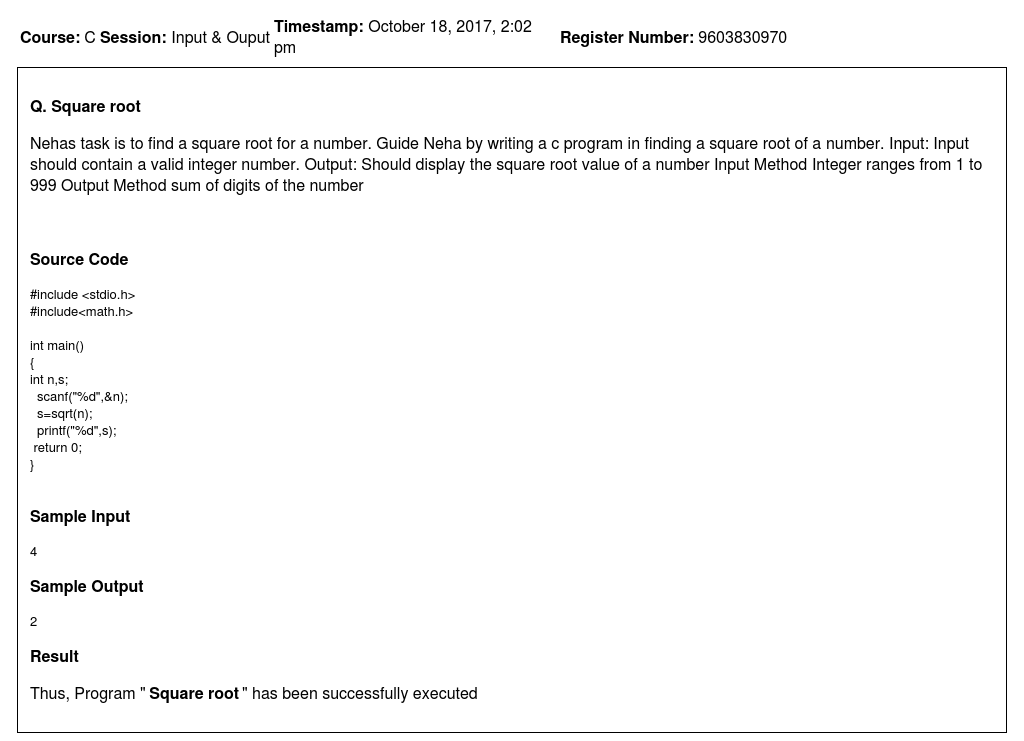 Course: C Session: Input & Ouput Timestamp: October 18, 2017, 2:02 pm Register Number: 9603830970
Q. Square root
Nehas task is to find a square root for a number. Guide Neha by writing a c program in finding a square root of a number. Input: Input
should contain a valid integer number. Output: Should display the square root value of a number Input Method Integer ranges from 1 to
999 Output Method sum of digits of the number
Source Code
#include <stdio.h>
#include<math.h>
int main()
{
int n,s;
scanf("%d",&n);
s=sqrt(n);
printf("%d",s);
return 0;
}
Sample Input
4
Sample Output
2
Result
Thus, Program " Square root " has been successfully executed